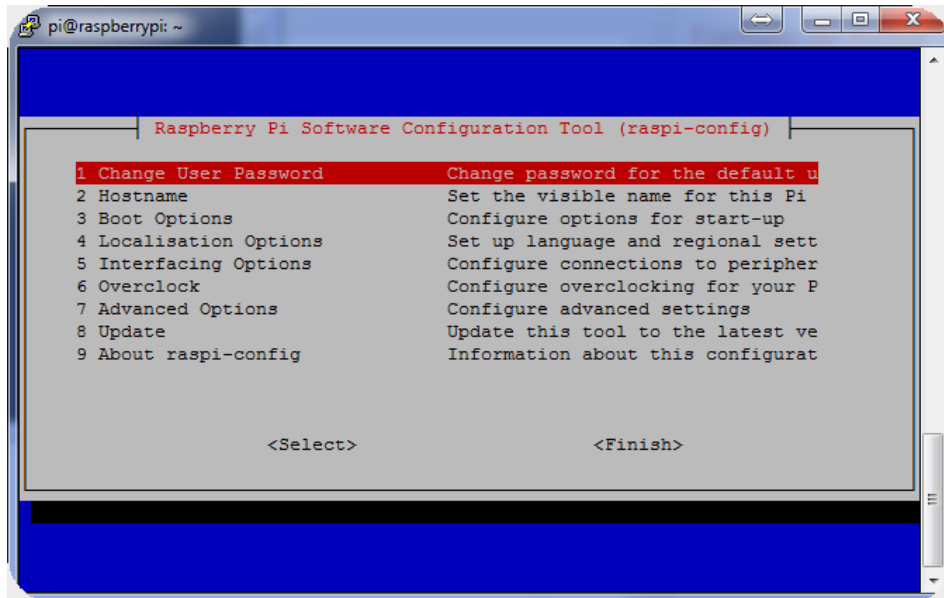 pi@raspberrypi: ~
Raspberry Pi Software Configuration Tool (raspi-config)
1 Change User Password Change password for the default u
2 Hostname Set the visible name for this Pi
3 Boot Options Configure options for start-up
4 Localisation Options Set up language and regional sett
5 Interfacing Options Configure connections to peripher
6 Overclock Configure overclocking for your P
7 Advanced Options Configure advanced settings
8 Update Update this tool to the latest ve
9 About raspi-config Information about this configurat
<Select> <Finish>